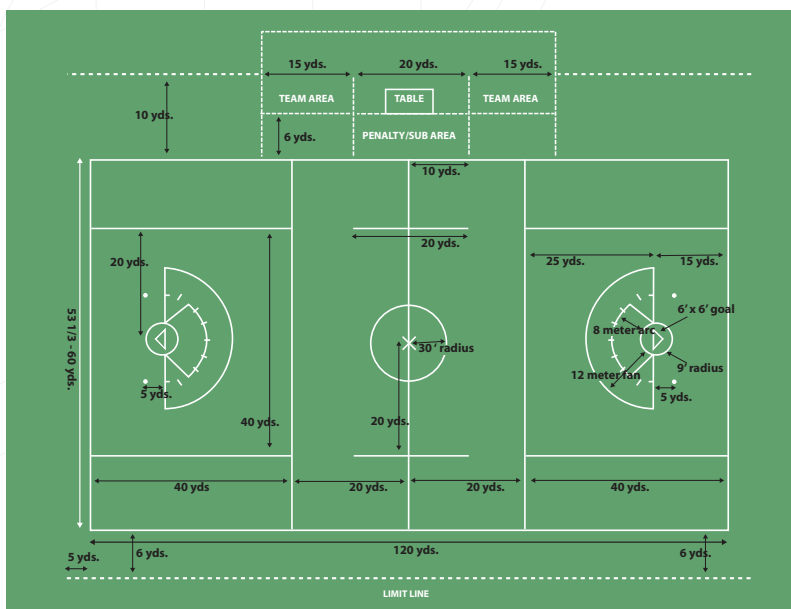 15 yds.
20 yds.
15 yds.
TEAM AREA
TABLE
TEAM AREA
10 yds.
6 yds.
PENALTY/SUB AREA
10 yds.
20 yds.
20 yds.
25 yds.
15 yds.
53 1/3 - 60 yds.
6’ x 6’ goal
8 meter arc
30 ‘ radius
12 meter fan
9’ radius
5 yds.
5 yds.
40 yds.
20 yds.
40 yds
20 yds.
20 yds.
40 yds.
120 yds.
5 yds.
6 yds.
6 yds.
LIMIT LINE